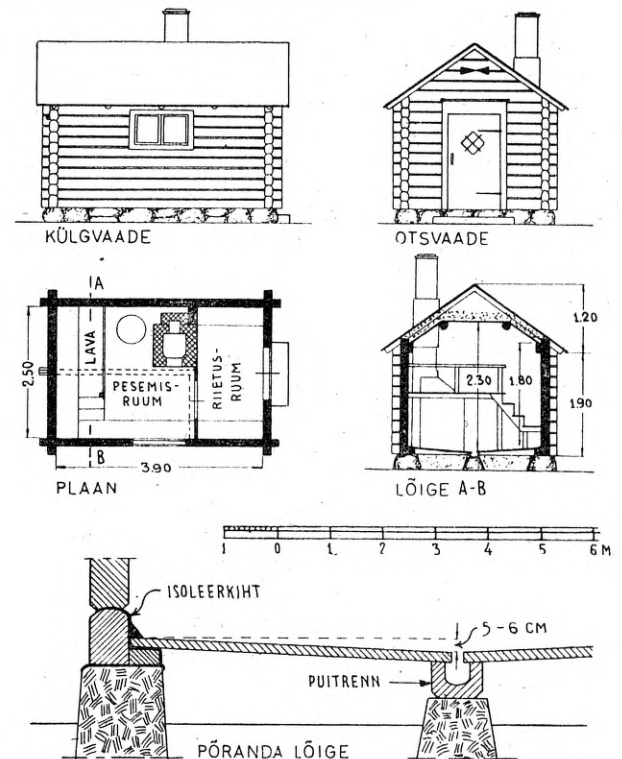 KÜLGVAADE
OTSVAADE
A
LAVA
PESEMIS-
RUUM
RIIETUS-
RUUM
2.50
B
3.90
PLAAN
1.20
2.30
1.80
1.90
LÕIGE A-B
1 0 1 2 3 4 5 6 M
ISOLEERKIHT
5-6 CM
PUITRENN
PÕRANDA LÕIGE